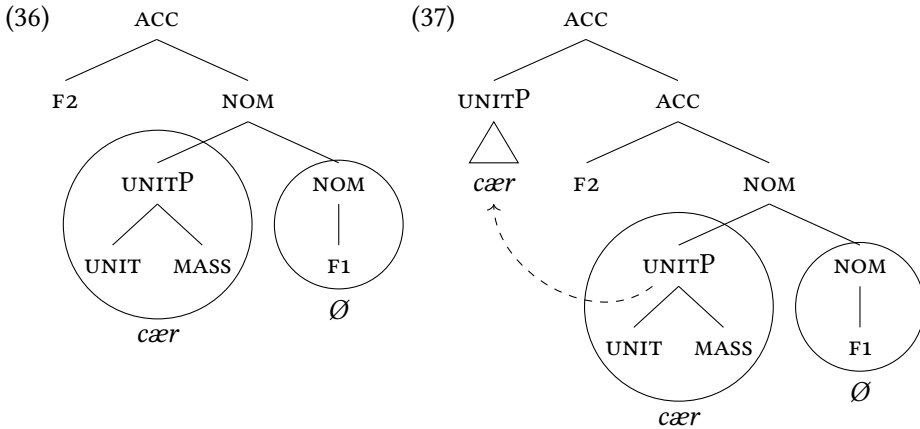 (36) ACC (37) ACC
F2 NOM UNITP ACC
UNITP NOM cær F2 NOM
UNIT MASS F1 UNITP NOM
cær Ø UNIT MASS F1
cær Ø